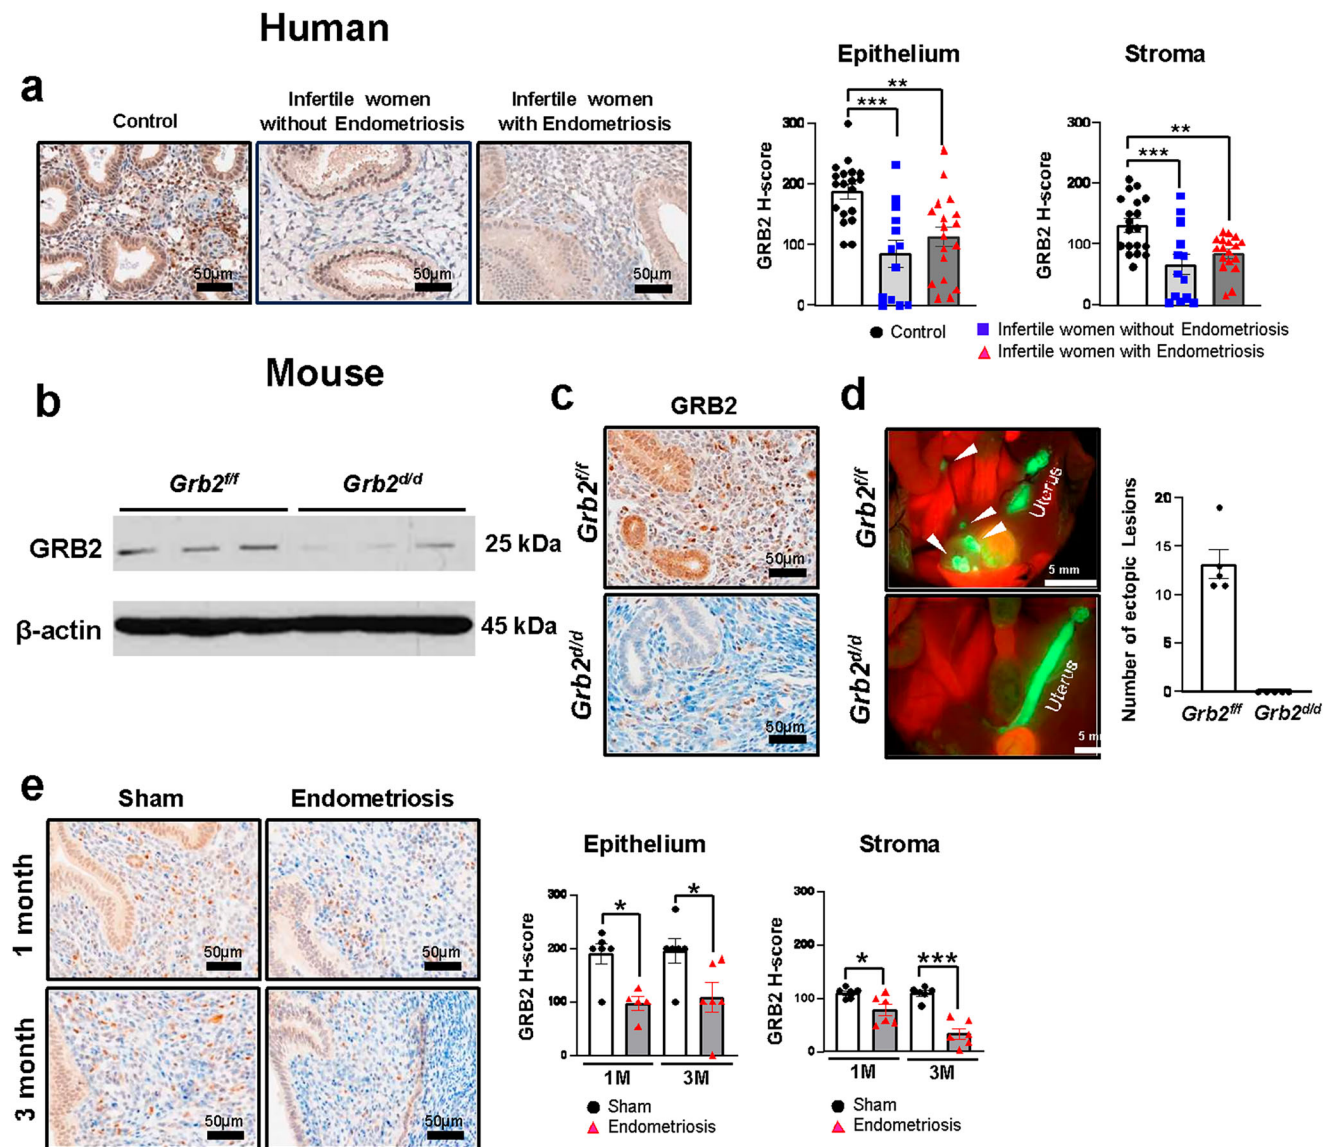 Human
a
Control
Infertile women
without Endometriosis
Infertile women
with Endometriosis
50µm
50µm
50µm
Epithelium
GRB2 H-score
300
200
100
0
***
**
Stroma
GRB2 H-score
300
200
100
0
***
**
Control
Infertile women without Endometriosis
Infertile women with Endometriosis
Mouse
b
Grb2f/f
Grb2d/d
GRB2
25 kDa
β-actin
45 kDa
c
GRB2
Grb2f/f
50µm
Grb2d/d
50µm
d
Grb2f/f
Uterus
5 mm
Grb2d/d
Uterus
5 m
Number of ectopic Lesions
20
15
10
5
0
Grb2f/f
Grb2d/d
e
Sham
Endometriosis
1 month
50µm
50µm
3 month
50µm
50µm
Epithelium
GRB2 H-score
300
200
100
0
*
*
1M
3M
Sham
Endometriosis
Stroma
GRB2 H-score
300
200
100
0
*
***
1M
3M
Sham
Endometriosis